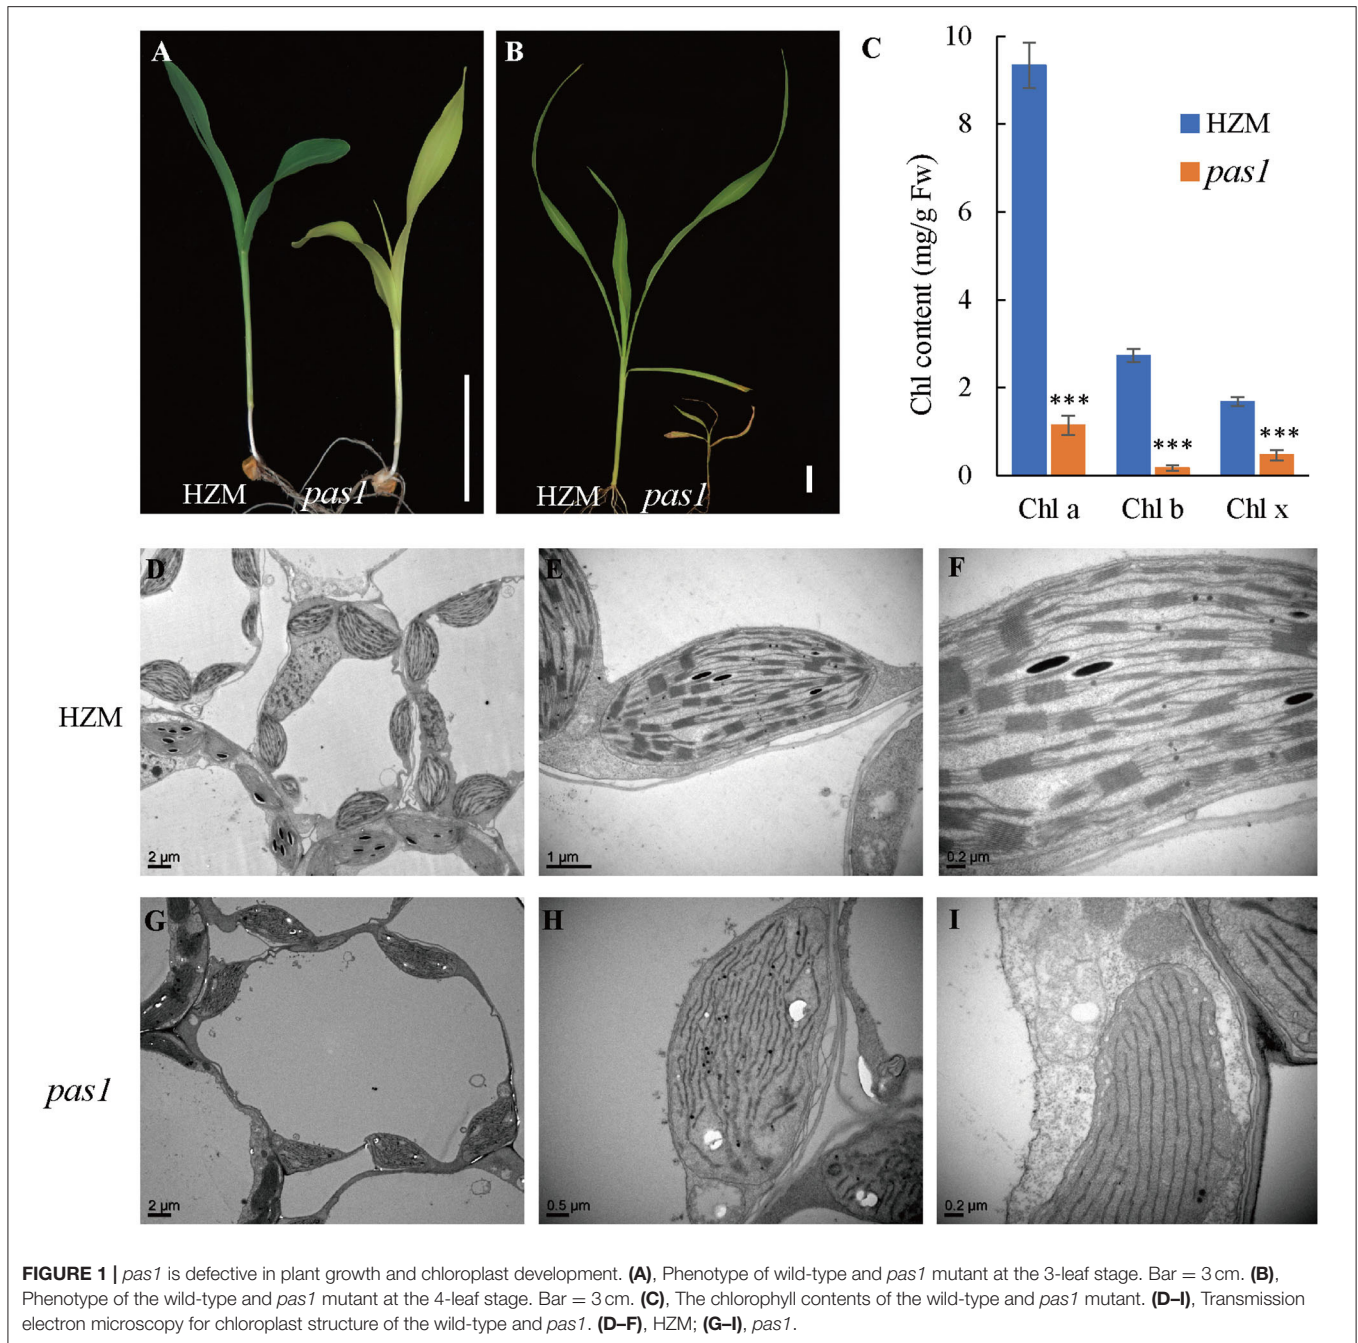 A
B
C
HZM
pas1
HZM
pas1
10
8
6
4
2
0
Chl content (mg/g Fw)
HZM
pas1
***
***
***
Chl a
Chl b
Chl x
HZM
D
2 µm
E
1 µm
F
0.2 µm
pas1
G
2 µm
H
0.5 µm
I
0.2 µm
FIGURE 1 | pas1 is defective in plant growth and chloroplast development. (A), Phenotype of wild-type and pas1 mutant at the 3-leaf stage. Bar = 3 cm. (B),
Phenotype of the wild-type and pas1 mutant at the 4-leaf stage. Bar = 3 cm. (C), The chlorophyll contents of the wild-type and pas1 mutant. (D–I), Transmission
electron microscopy for chloroplast structure of the wild-type and pas1. (D–F), HZM; (G–I), pas1.